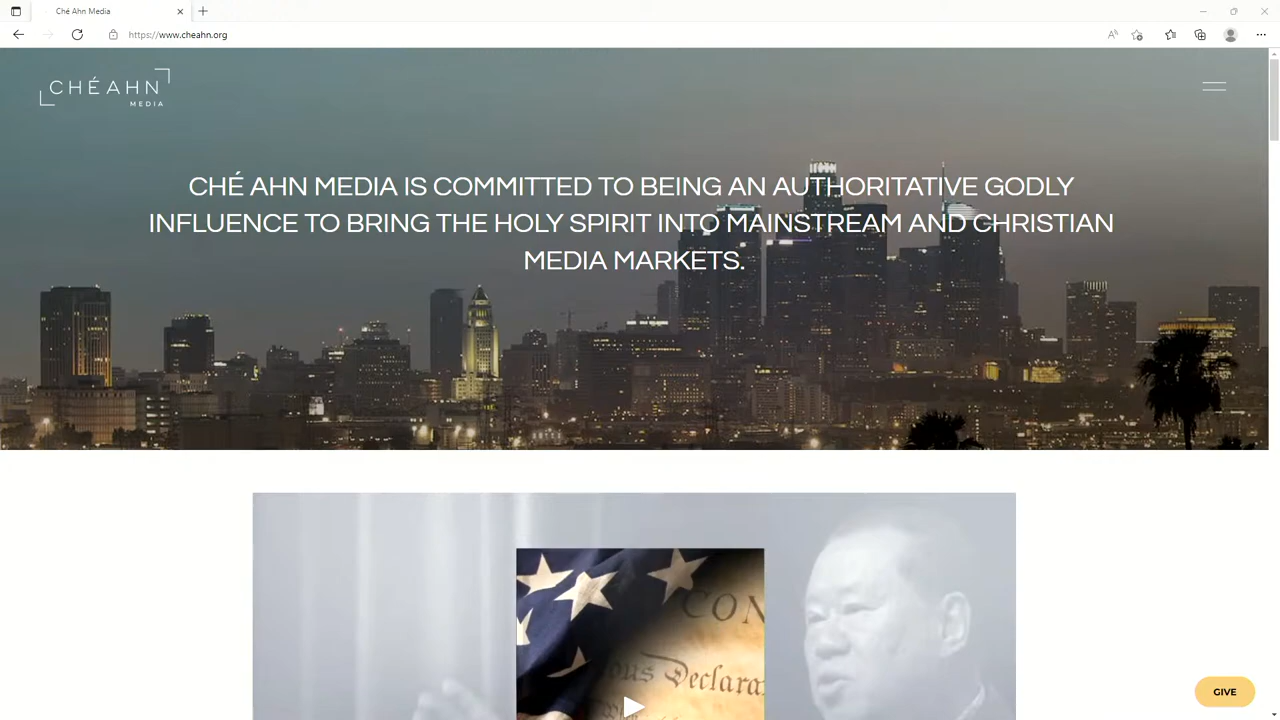 Ché Ahn Media
https://www.cheahn.org
CHÉAHN
MEDIA
CHÉ AHN MEDIA IS COMMITTED TO BEING AN AUTHORITATIVE GODLY
INFLUENCE TO BRING THE HOLY SPIRIT INTO MAINSTREAM AND CHRISTIAN
MEDIA MARKETS.
CON
Declara
GIVE